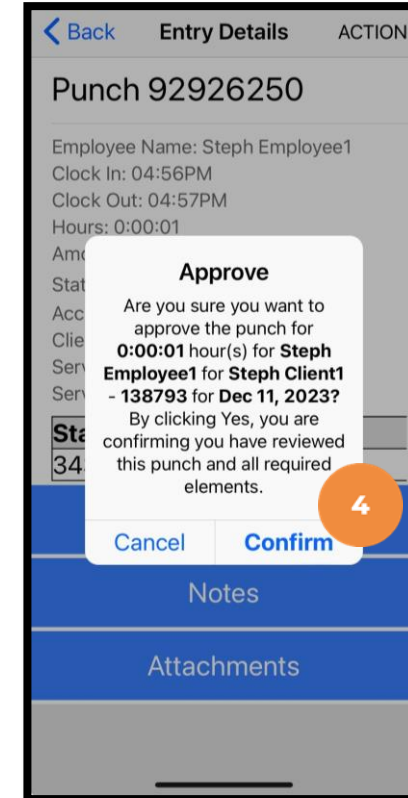 Back Entry Details ACTION
Punch 92926250
Employee Name: Steph Employee1
Clock In: 04:56PM
Clock Out: 04:57PM
Hours: 0:00:01
Approve
Are you sure you want to
approve the punch for
0:00:01 hour(s) for Steph
Employee1 for Steph Client1
- 138793 for Dec 11, 2023?
By clicking Yes, you are
confirming you have reviewed
this punch and all required
elements.
4
Cancel Confirm
Notes
Attachments